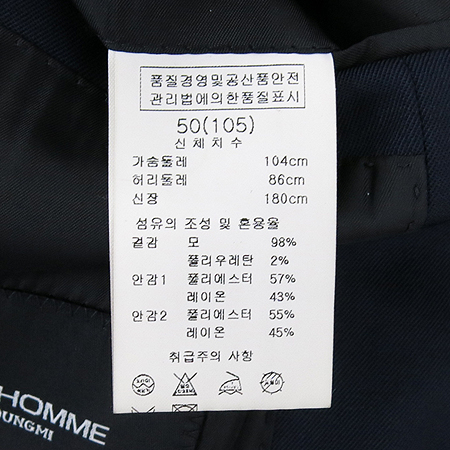 품질경영및공산품안전
관리법에의한품질표시
50(105)
신체치수
가슴둘레 104cm
허리둘레 86cm
신장 180cm
섬유의 조성 및 혼용율
겉감 모 98%
폴리우레탄 2%
안감1 폴리에스터 57%
레이온 43%
안감2 폴리에스터 55%
레이온 45%
취급주의 사항
HOMME
OUNGMI